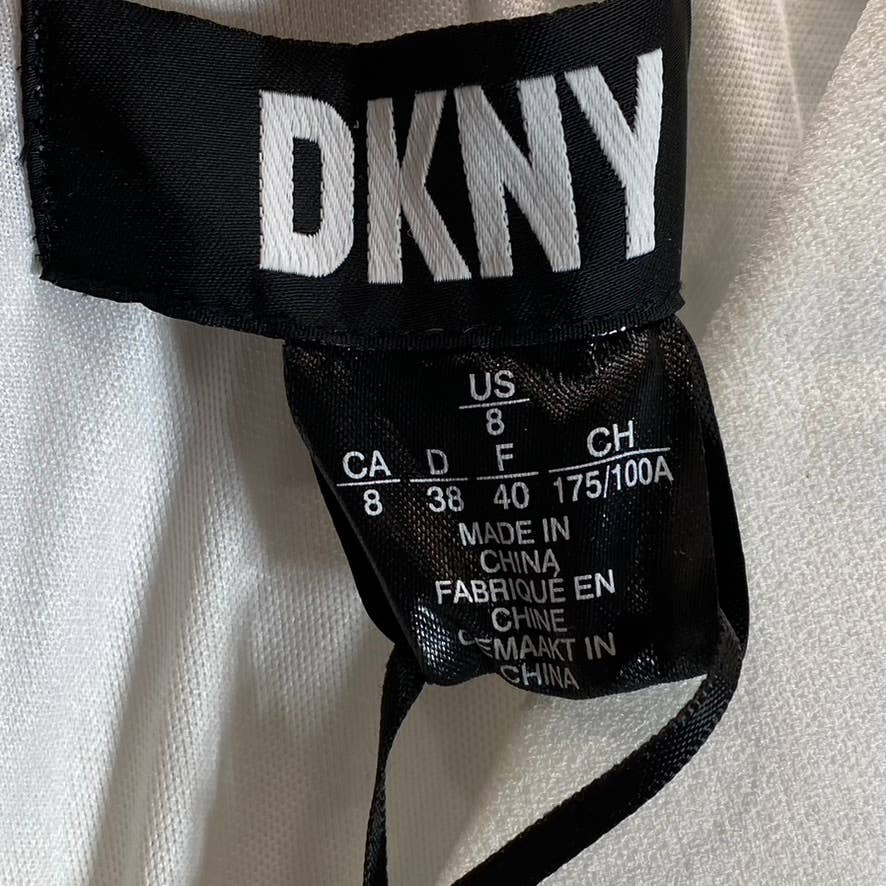 DKNY
US
8
CA D F CH
8 38 40 175/100A
MADE IN
CHINA
FABRIQUÉ EN
CHINE
GEMAAKT IN
CHINA